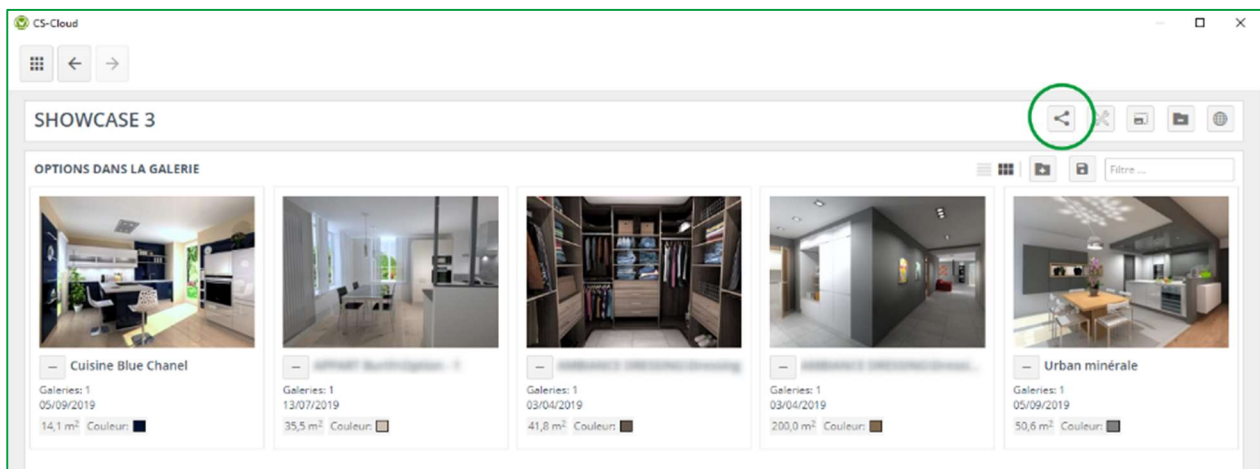 CS-Cloud
SHOWCASE 3
OPTIONS DANS LA GALERIE
Filtre ...
Cuisine Blue Chanel
Galeries: 1
05/09/2019
14,1 m² Couleur:
Galeries: 1
13/07/2019
35,5 m² Couleur:
Galeries: 1
03/04/2019
41,8 m² Couleur:
Galeries: 1
03/04/2019
200,0 m² Couleur:
Urban minérale
Galeries: 1
05/09/2019
50,6 m² Couleur: